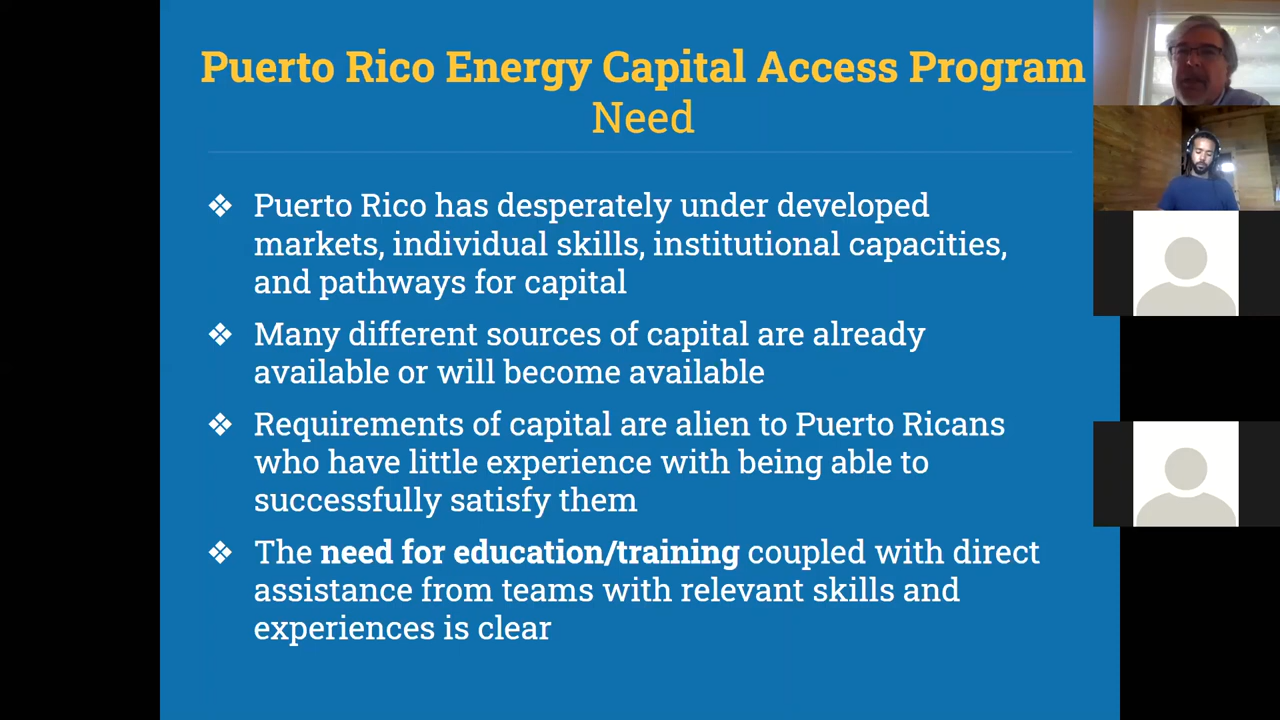 Puerto Rico Energy Capital Access Program
Need
❖ Puerto Rico has desperately under developed
markets, individual skills, institutional capacities,
and pathways for capital
❖ Many different sources of capital are already
available or will become available
❖ Requirements of capital are alien to Puerto Ricans
who have little experience with being able to
successfully satisfy them
❖ The need for education/training coupled with direct
assistance from teams with relevant skills and
experiences is clear